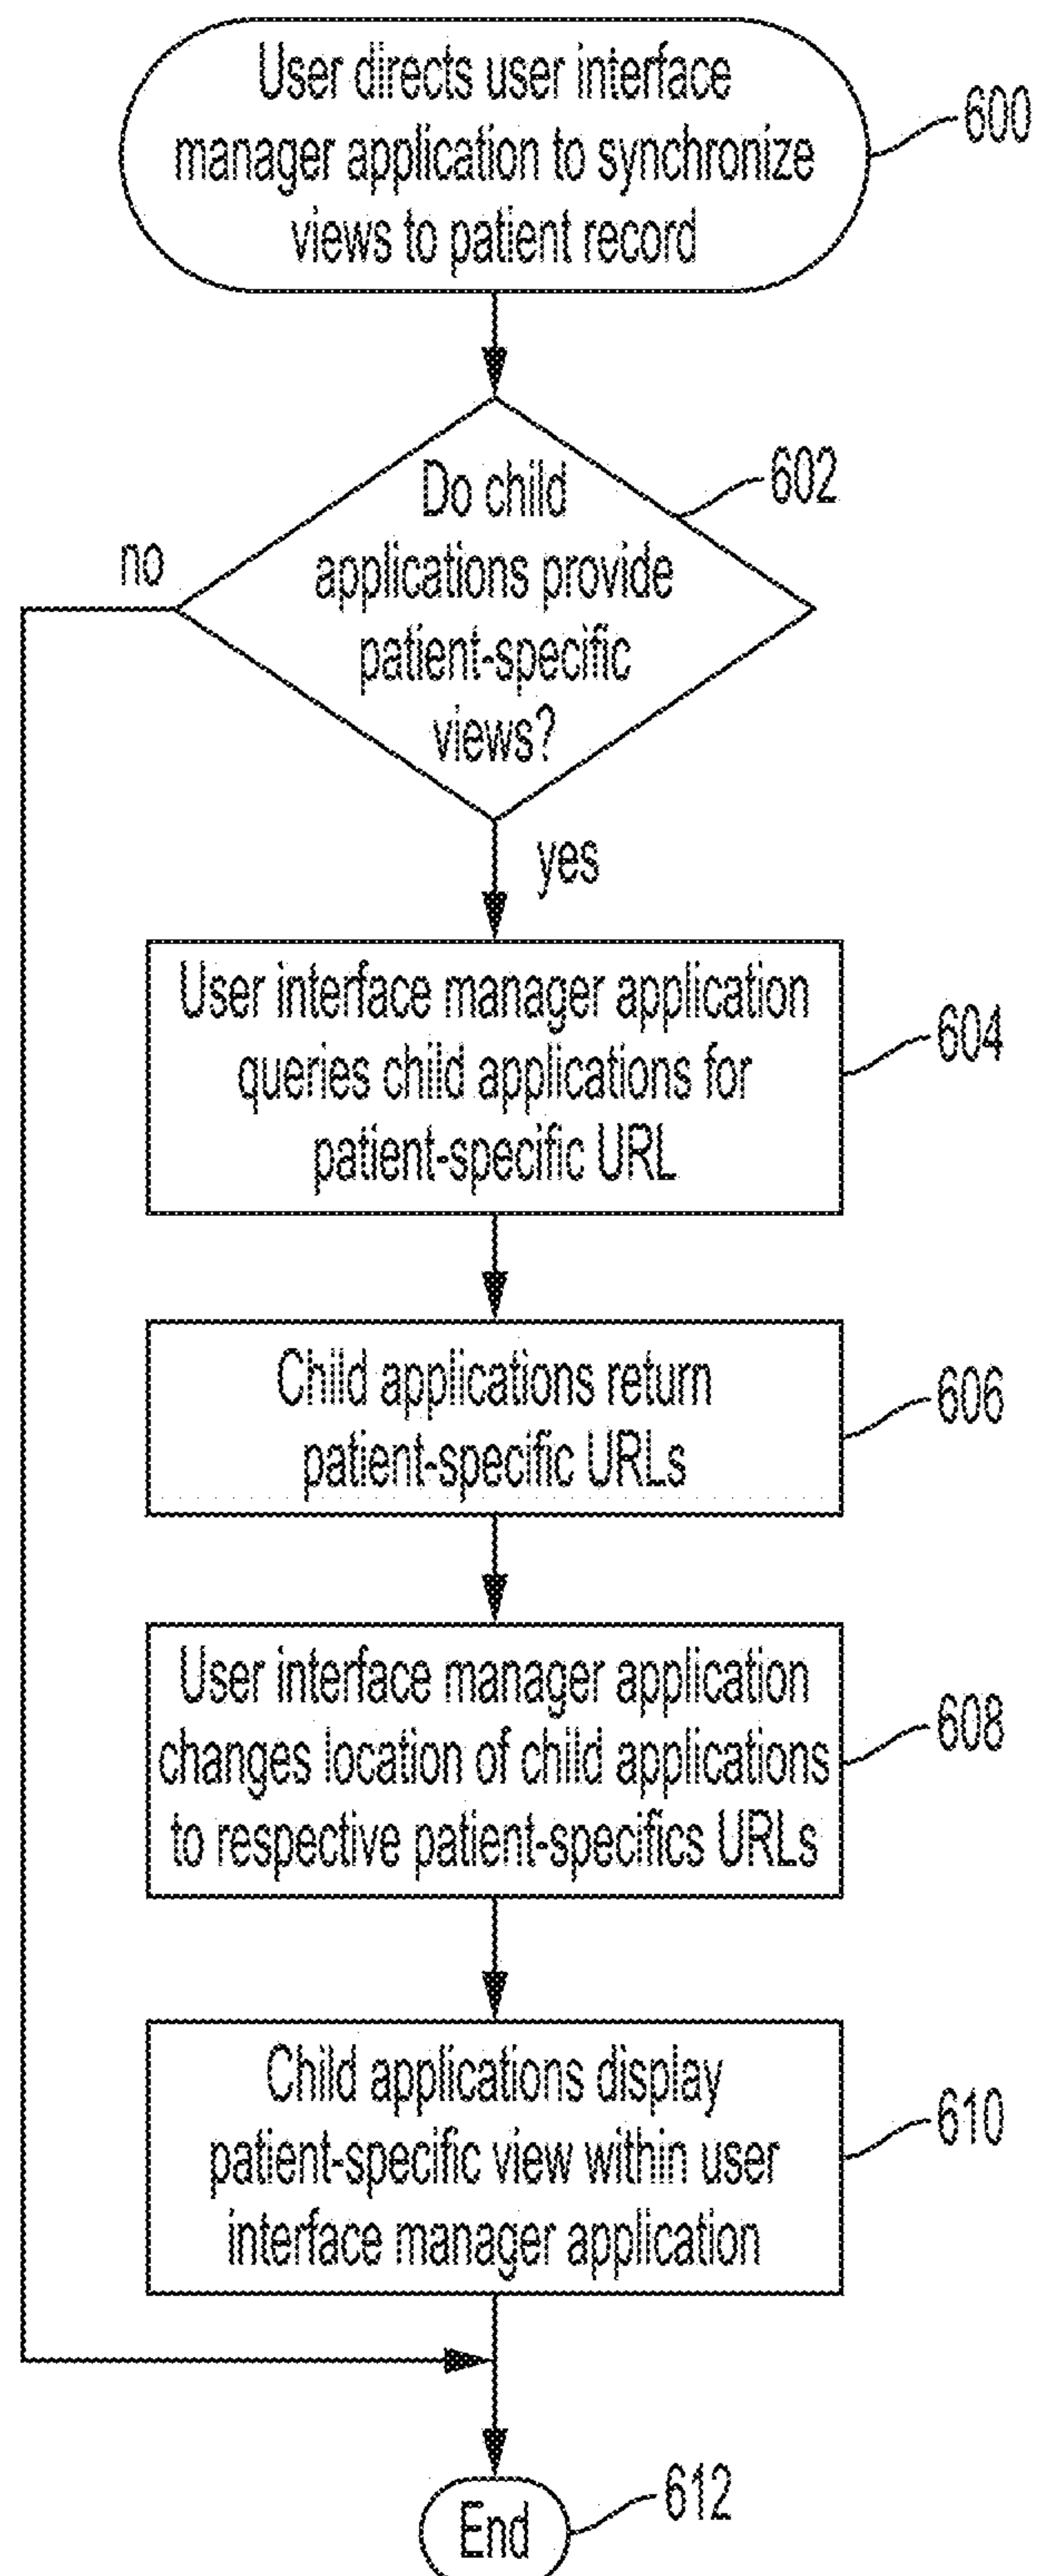 User directs user interface
manager application to synchronize
views to patient record
600
Do child
applications provide
patient-specific
views?
602
no
yes
User interface manager application
queries child applications for
patient-specific URL
604
Child applications return
patient-specific URLs
606
User interface manager application
changes location of child applications
to respective patient-specifics URLs
608
Child applications display
patient-specific view within user
interface manager application
610
End
612